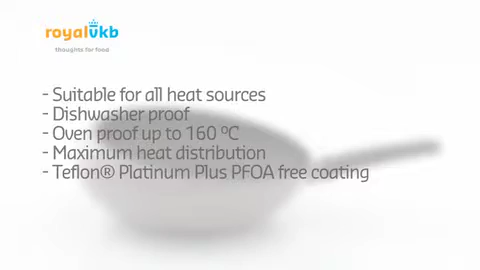 royalvkb
thoughts for food
- Suitable for all heat sources
- Dishwasher proof
- Oven proof up to 160 ºC
- Maximum heat distribution
- Teflon® Platinum Plus PFOA free coating